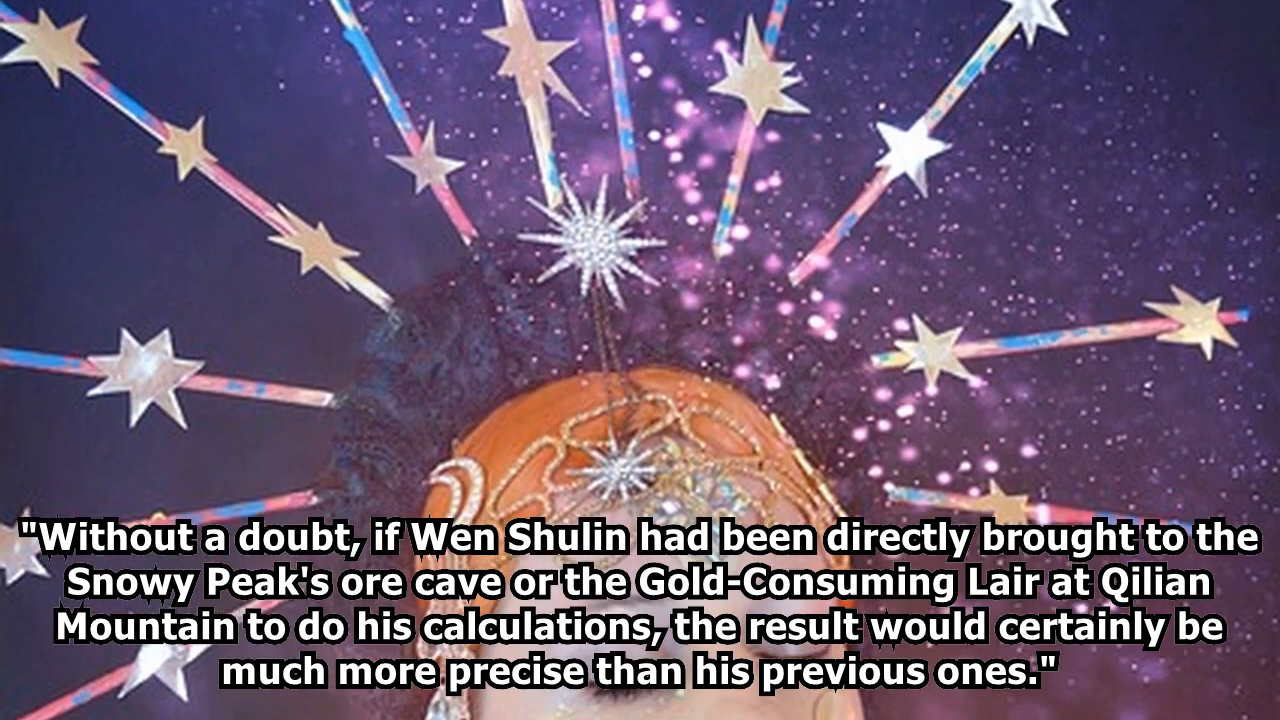 "Without a doubt, if Wen Shulin had been directly brought to the
Snowy Peak's ore cave or the Gold-Consuming Lair at Qilian
Mountain to do his calculations, the result would certainly be
much more precise than his previous ones."